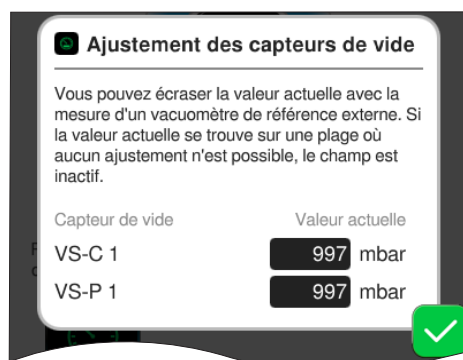 Ajustement des capteurs de vide
Vous pouvez écraser la valeur actuelle avec la
mesure d'un vacuomètre de référence externe. Si
la valeur actuelle se trouve sur une plage où
aucun ajustement n'est possible, le champ est
inactif.
Capteur de vide Valeur actuelle
VS-C 1 997 mbar
VS-P 1 997 mbar